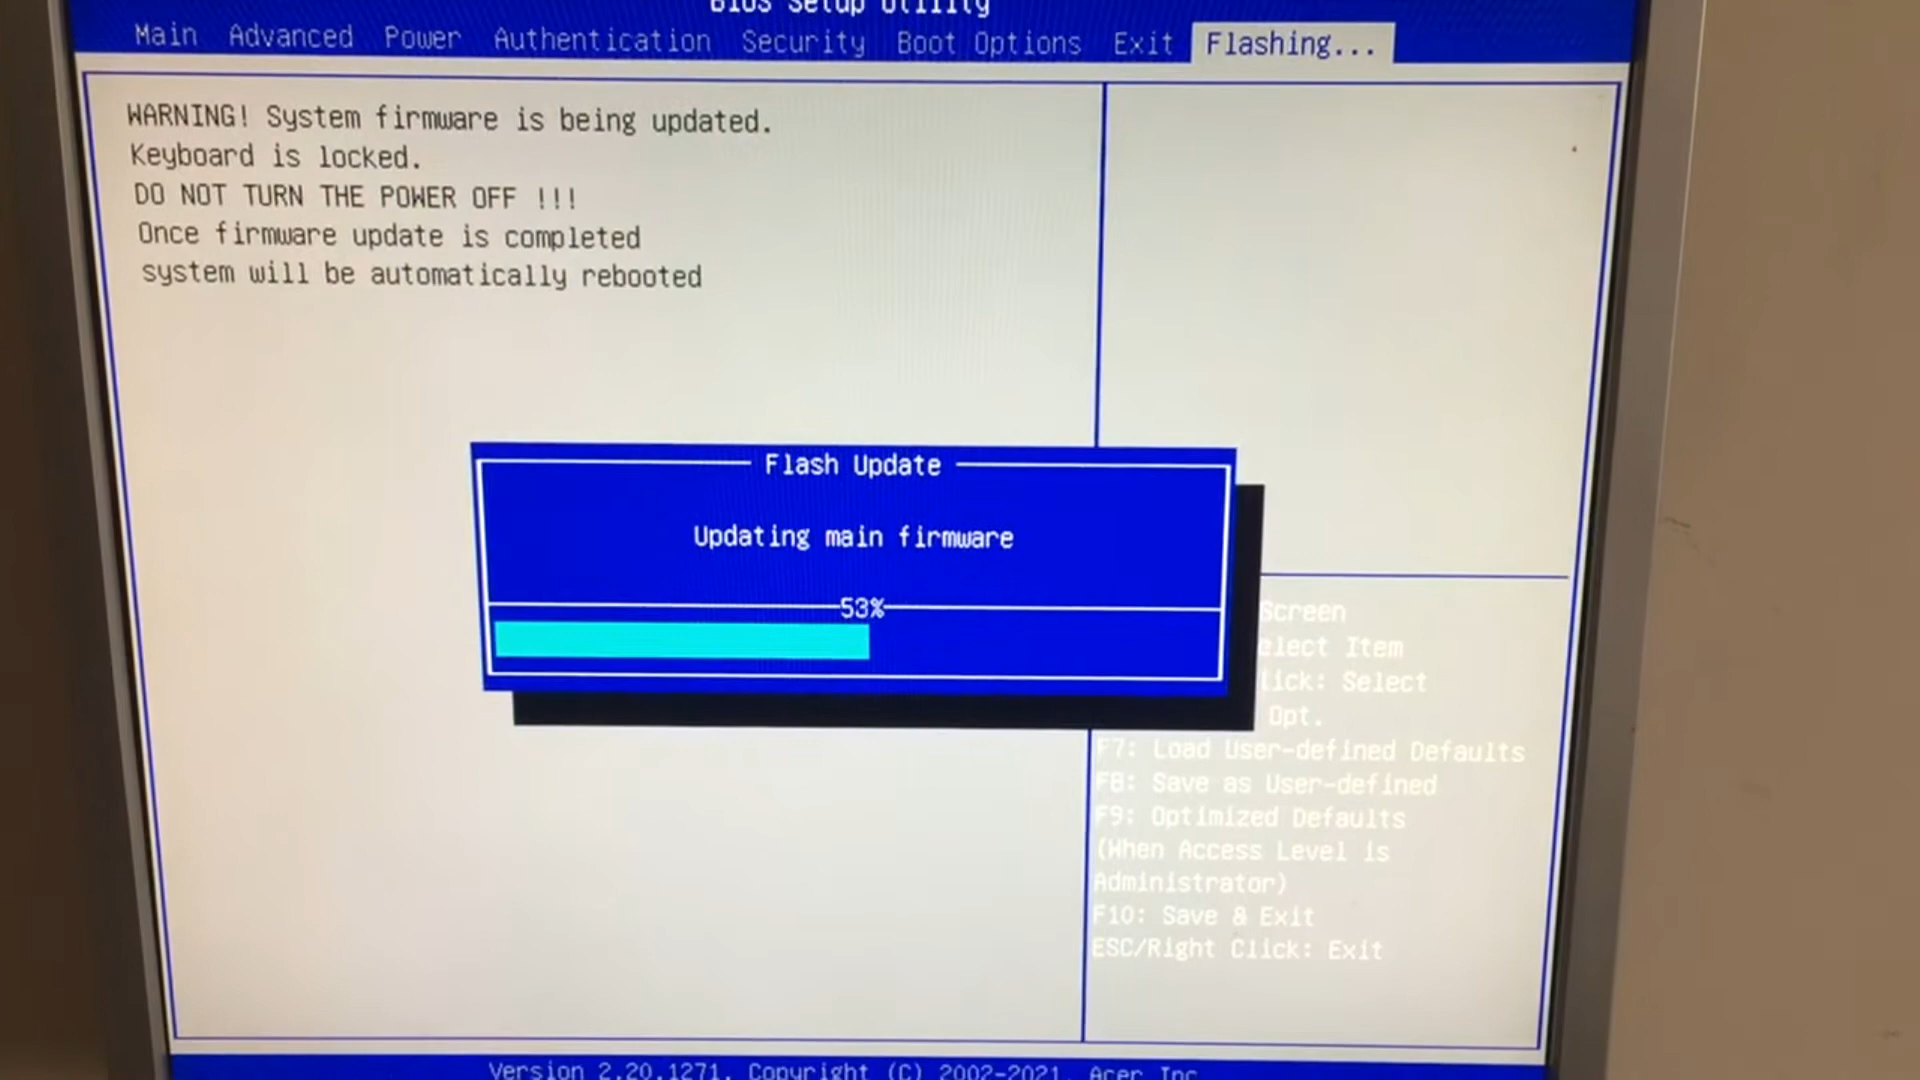 BIOS Setup Utility
Main Advanced Power Authentication Security Boot Options Exit Flashing...
WARNING! System firmware is being updated.
Keyboard is locked.
DO NOT TURN THE POWER OFF !!!
Once firmware update is completed
system will be automatically rebooted
Flash Update
Updating main firmware
53%
Screen
elect Item
lick: Select
Opt.
F7: Load User-defined Defaults
F8: Save as User-defined
F9: Optimized Defaults
(When Access Level is
Administrator)
F10: Save & Exit
ESC/Right Click: Exit
Version 2.20.1271. Copyright (C) 2002-2021, Acer Inc